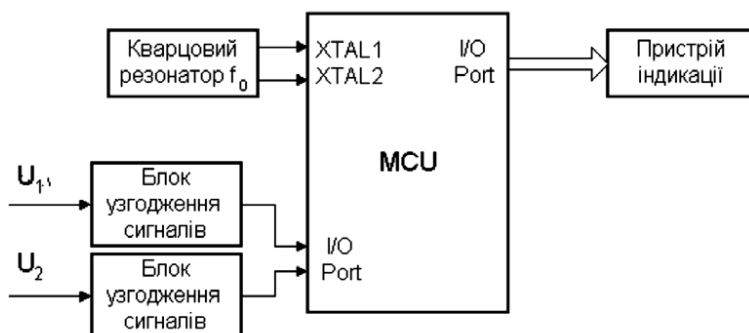 Кварцовий
резонатор f0
XTAL1
XTAL2
I/O
Port
Пристрій
індикації
MCU
U1
Блок
узгодження
сигналів
I/O
Port
U2
Блок
узгодження
сигналів